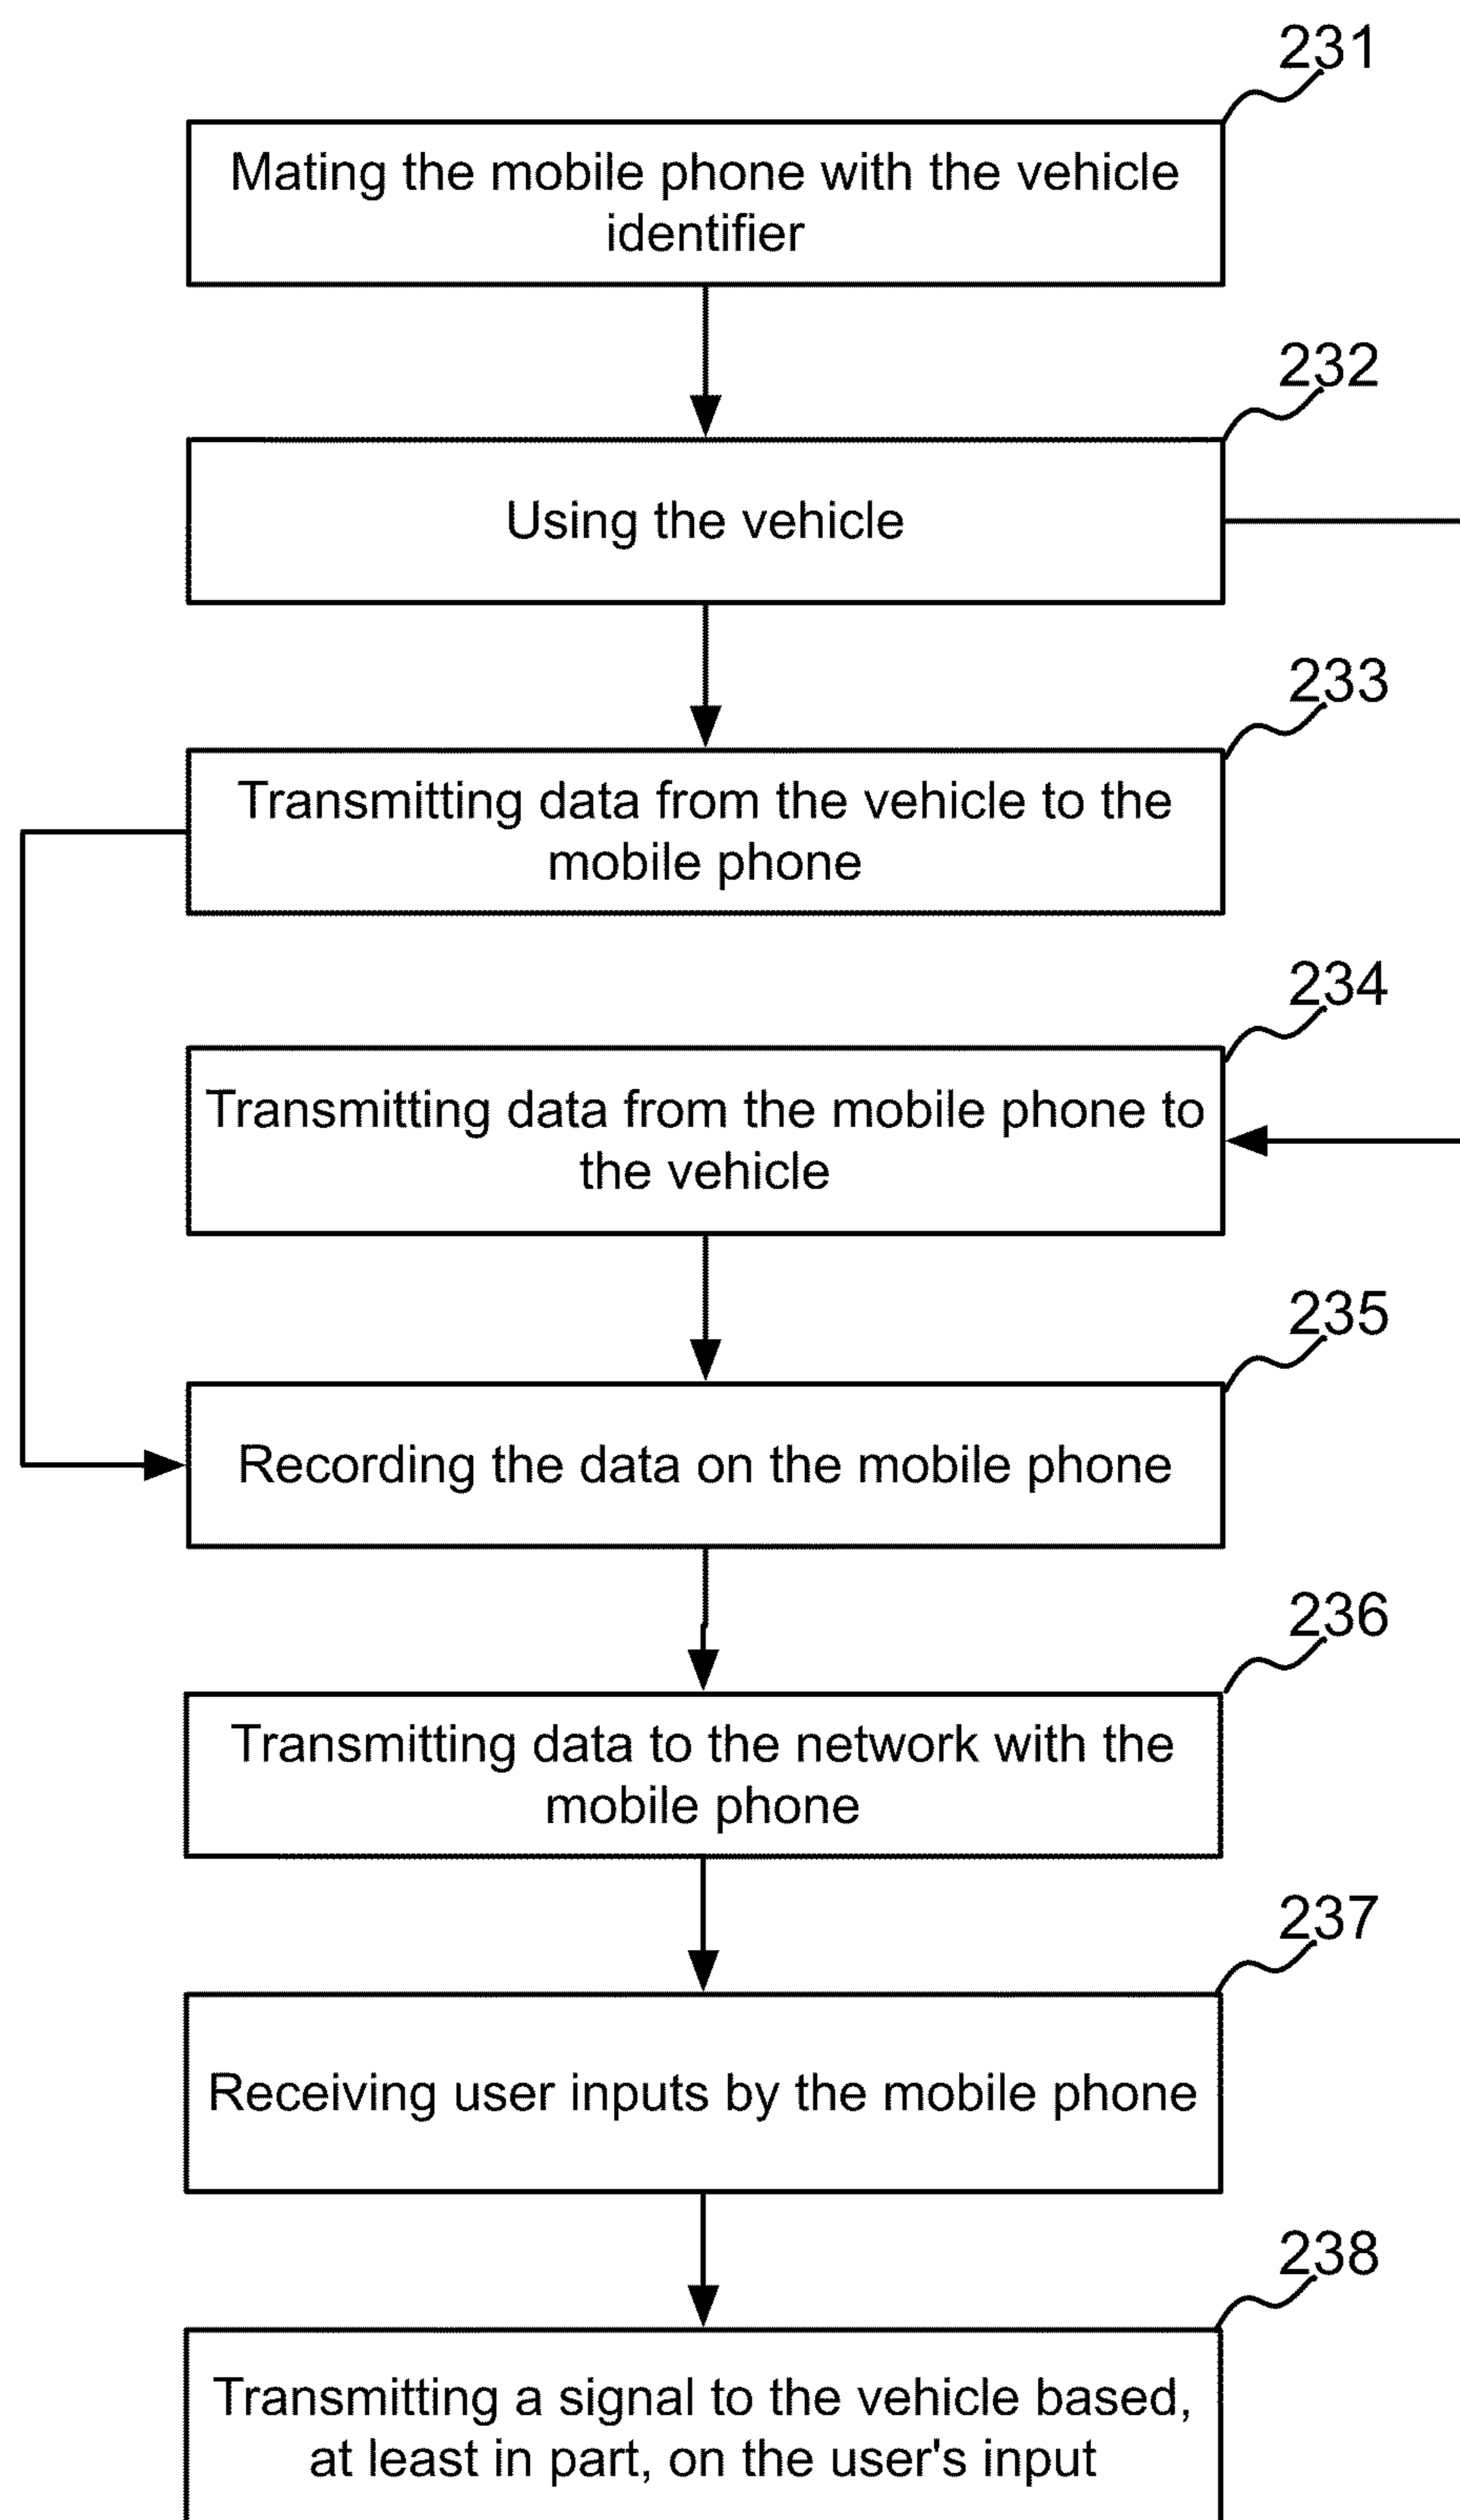 231
Mating the mobile phone with the vehicle
identifier
232
Using the vehicle
233
Transmitting data from the vehicle to the
mobile phone
234
Transmitting data from the mobile phone to
the vehicle
235
Recording the data on the mobile phone
236
Transmitting data to the network with the
mobile phone
237
Receiving user inputs by the mobile phone
238
Transmitting a signal to the vehicle based,
at least in part, on the user's input